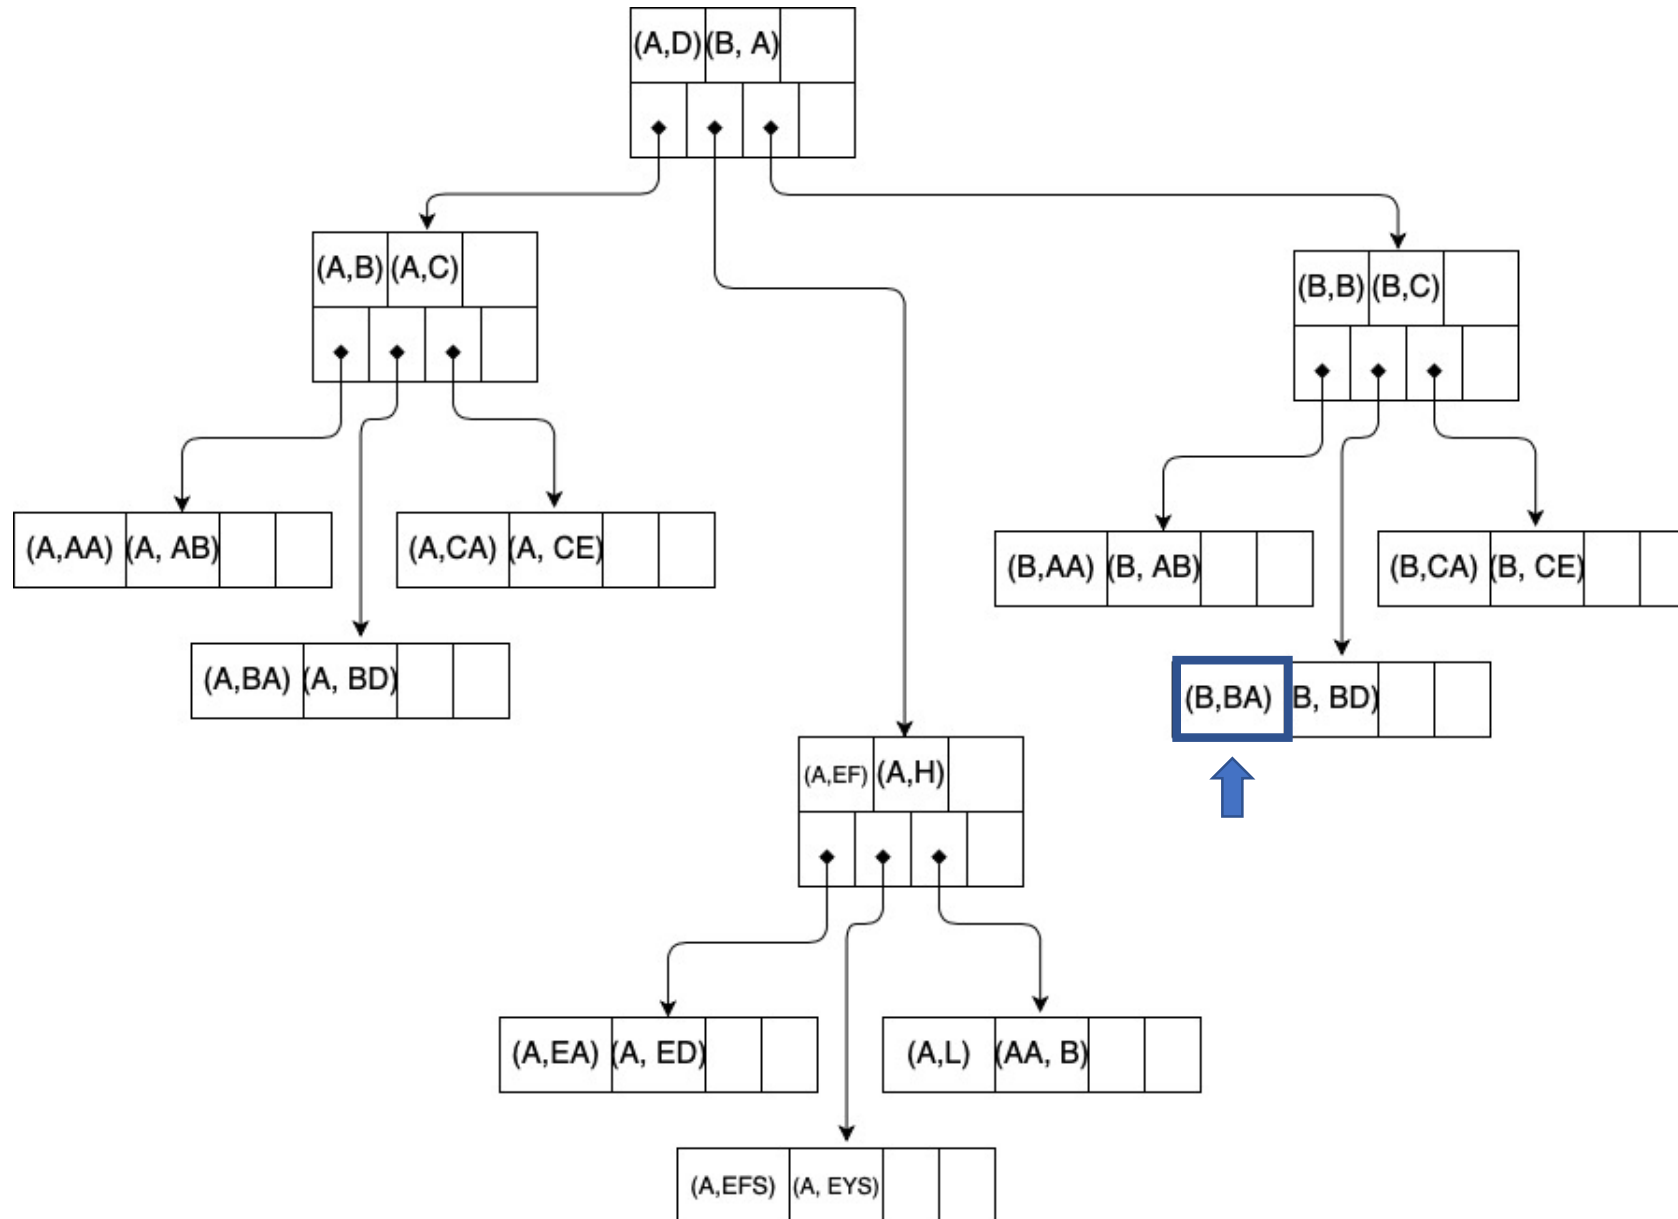 (A,D) (B, A)
(A,B) (A,C)
(B,B) (B,C)
(A,AA) (A, AB)
(A,CA) (A, CE)
(B,AA) (B, AB)
(B,CA) (B, CE)
(A,BA) (A, BD)
(B,BA) B, BD)
(A,EF) (A,H)
(A,EA) (A, ED)
(A,L) (AA, B)
(A,EFS) (A, EYS)